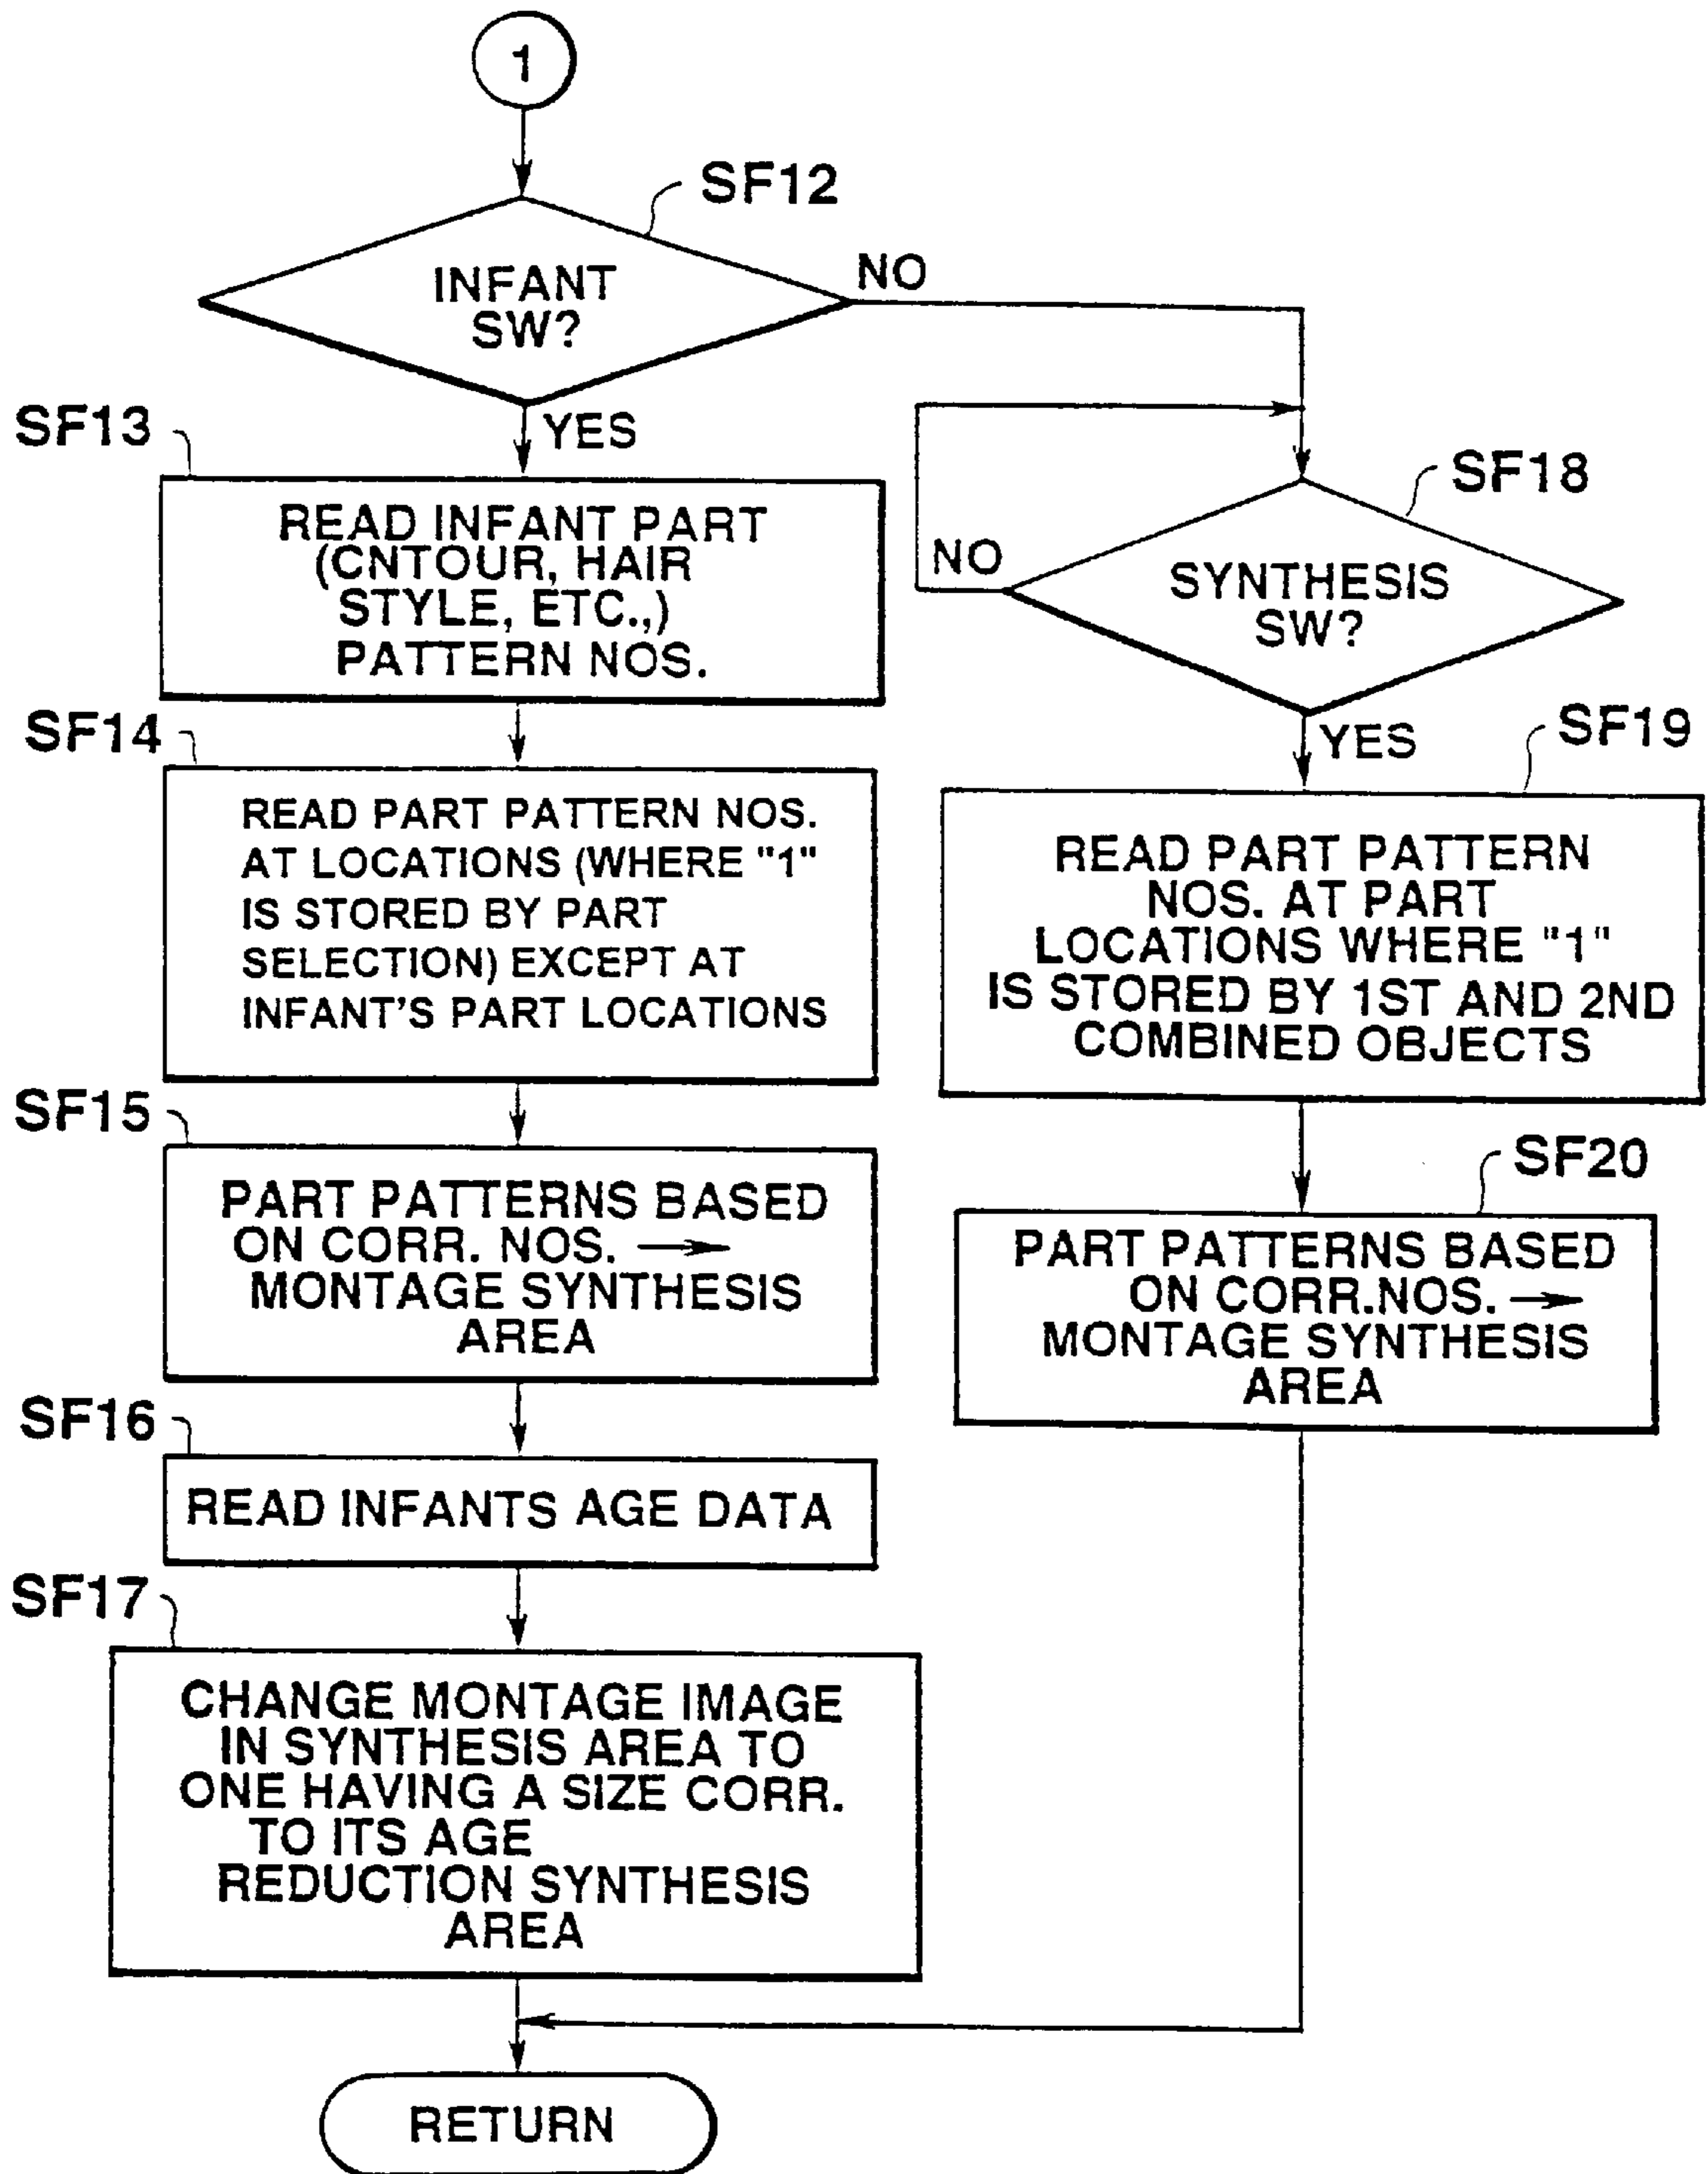 1
SF12
INFANT
SW?
NO
YES
SF13
READ INFANT PART
(CNTOUR, HAIR
STYLE, ETC.,)
PATTERN NOS.
SF14
READ PART PATTERN NOS.
AT LOCATIONS (WHERE "1"
IS STORED BY PART
SELECTION) EXCEPT AT
INFANT'S PART LOCATIONS
SF15
PART PATTERNS BASED
ON CORR. NOS. →
MONTAGE SYNTHESIS
AREA
SF16
READ INFANTS AGE DATA
SF17
CHANGE MONTAGE IMAGE
IN SYNTHESIS AREA TO
ONE HAVING A SIZE CORR.
TO ITS AGE
REDUCTION SYNTHESIS
AREA
SF18
SYNTHESIS
SW?
NO
YES
SF19
READ PART PATTERN
NOS. AT PART
LOCATIONS WHERE "1"
IS STORED BY 1ST AND 2ND
COMBINED OBJECTS
SF20
PART PATTERNS BASED
ON CORR.NOS. →
MONTAGE SYNTHESIS
AREA
RETURN